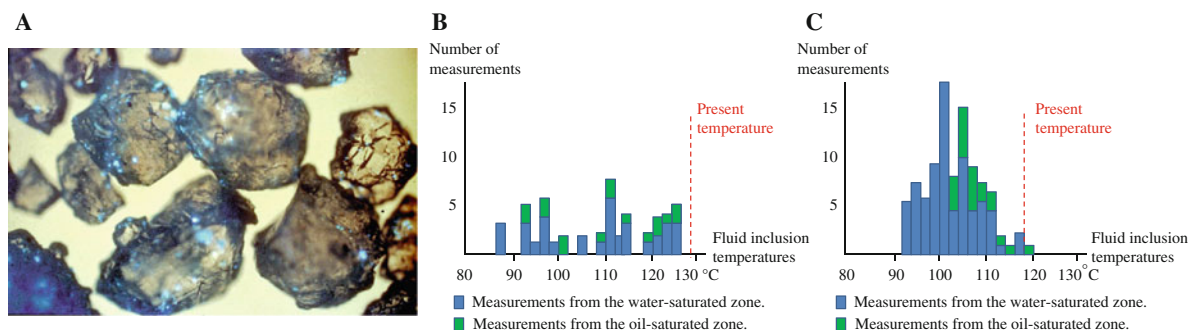 A
B
Number of
measurements
15
10
5
Present
temperature
Fluid inclusion
temperatures
80 90 100 110 120 130 °C
Measurements from the water-saturated zone.
Measurements from the oil-saturated zone.
C
Number of
measurements
15
10
5
Present
temperature
Fluid inclusion
temperatures
80 90 100 110 120 130 °C
Measurements from the water-saturated zone.
Measurements from the oil-saturated zone.